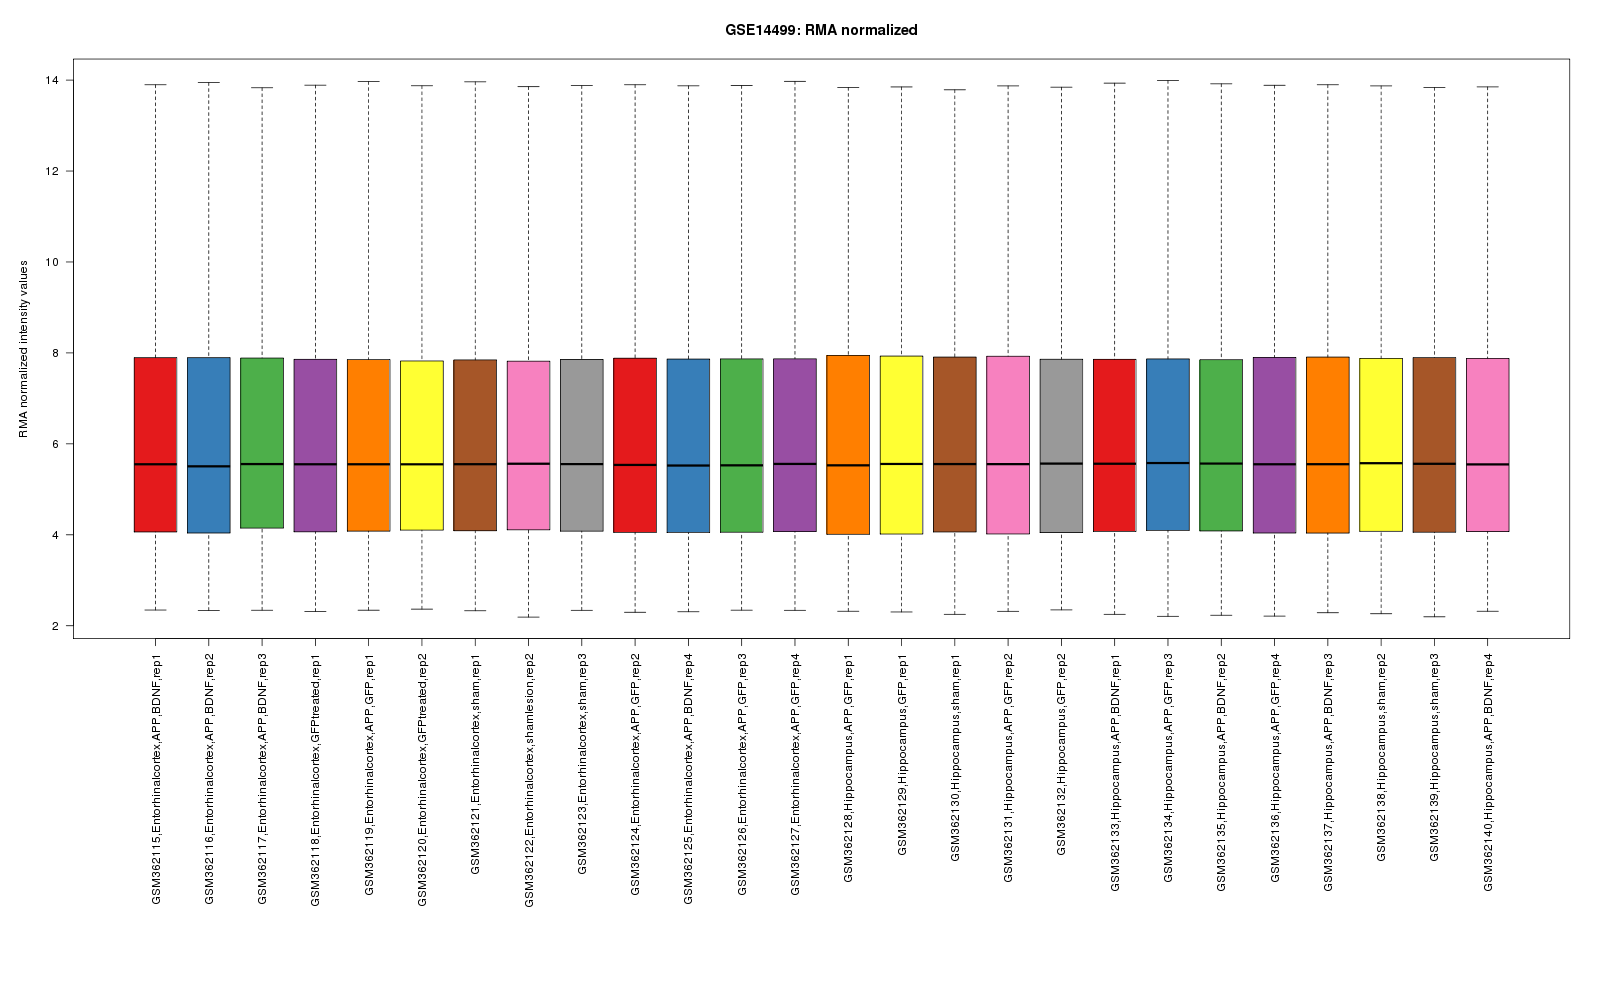 GSE14499: RMA normalized
RMA normalized intensity values
14
12
10
8
6
4
2
GSM362115,Entorhinalcortex,APP,BDNF,rep1
GSM362116,Entorhinalcortex,APP,BDNF,rep2
GSM362117,Entorhinalcortex,APP,BDNF,rep3
GSM362118,Entorhinalcortex,GFPtreated,rep1
GSM362119,Entorhinalcortex,APP,GFP,rep1
GSM362120,Entorhinalcortex,GFPtreated,rep2
GSM362121,Entorhinalcortex,sham,rep1
GSM362122,Entorhinalcortex,shamlesion,rep2
GSM362123,Entorhinalcortex,sham,rep3
GSM362124,Entorhinalcortex,APP,GFP,rep2
GSM362125,Entorhinalcortex,APP,BDNF,rep4
GSM362126,Entorhinalcortex,APP,GFP,rep3
GSM362127,Entorhinalcortex,APP,GFP,rep4
GSM362128,Hippocampus,APP,GFP,rep1
GSM362129,Hippocampus,GFP,rep1
GSM362130,Hippocampus,sham,rep1
GSM362131,Hippocampus,APP,GFP,rep2
GSM362132,Hippocampus,GFP,rep2
GSM362133,Hippocampus,APP,BDNF,rep1
GSM362134,Hippocampus,APP,GFP,rep3
GSM362135,Hippocampus,APP,BDNF,rep2
GSM362136,Hippocampus,APP,GFP,rep4
GSM362137,Hippocampus,APP,BDNF,rep3
GSM362138,Hippocampus,sham,rep2
GSM362139,Hippocampus,sham,rep3
GSM362140,Hippocampus,APP,BDNF,rep4